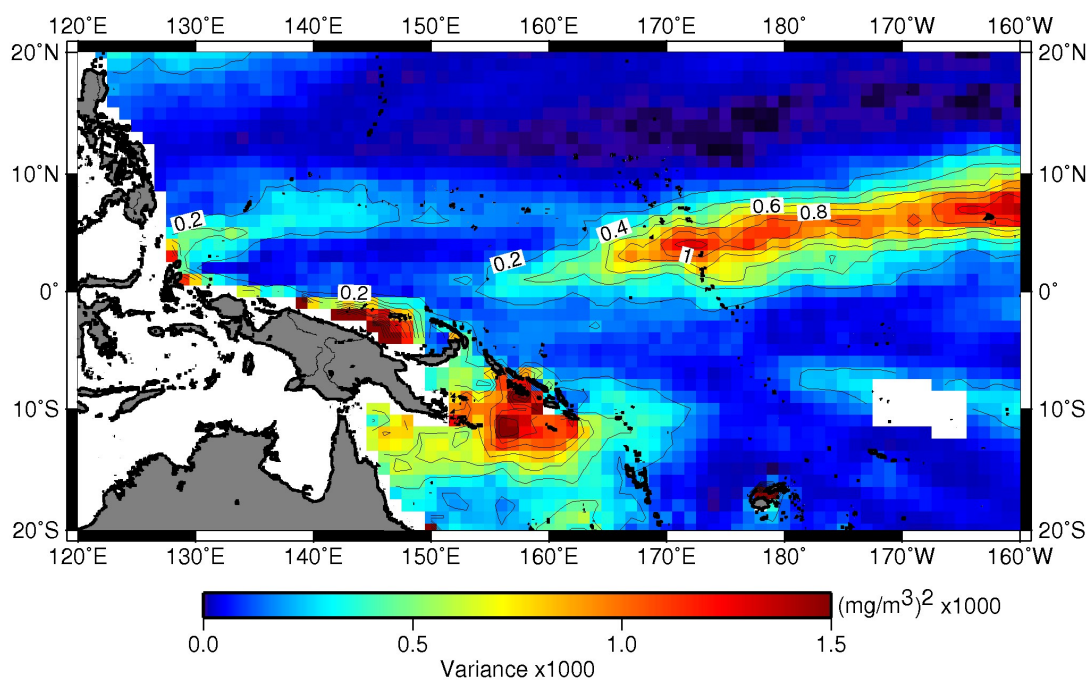 120˚E 130˚E 140˚E 150˚E 160˚E 170˚E 180˚ 170˚W 160˚W
20˚N 20˚N
10˚N 10˚N
0˚ 0˚
10˚S 10˚S
20˚S 20˚S
0.2
0.6
0.8
0.4
1
0.2
0.2
120˚E 130˚E 140˚E 150˚E 160˚E 170˚E 180˚ 170˚W 160˚W
(mg/m³)² x1000
0.0 0.5 1.0 1.5
Variance x1000